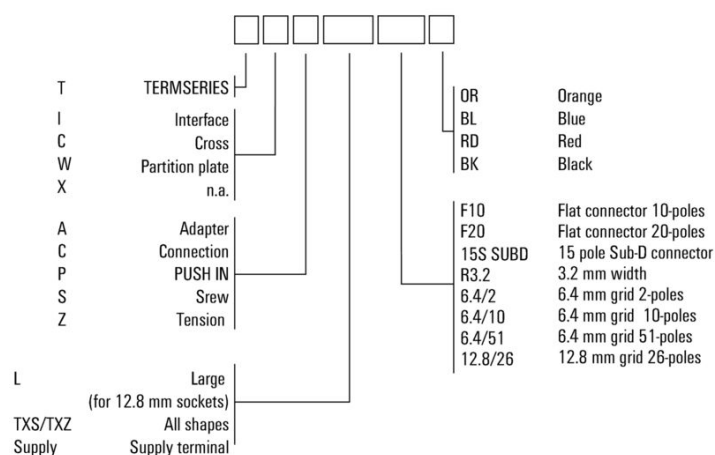 T TERMSERIES
I Interface
C Cross
W Partition plate
X n.a.
A Adapter
C Connection
P PUSH IN
S Srew
Z Tension
L Large
(for 12.8 mm sockets)
TXS/TXZ All shapes
Supply Supply terminal
OR Orange
BL Blue
RD Red
BK Black
F10 Flat connector 10-poles
F20 Flat connector 20-poles
15S SUBD 15 pole Sub-D connector
R3.2 3.2 mm width
6.4/2 6.4 mm grid 2-poles
6.4/10 6.4 mm grid 10-poles
6.4/51 6.4 mm grid 51-poles
12.8/26 12.8 mm grid 26-poles